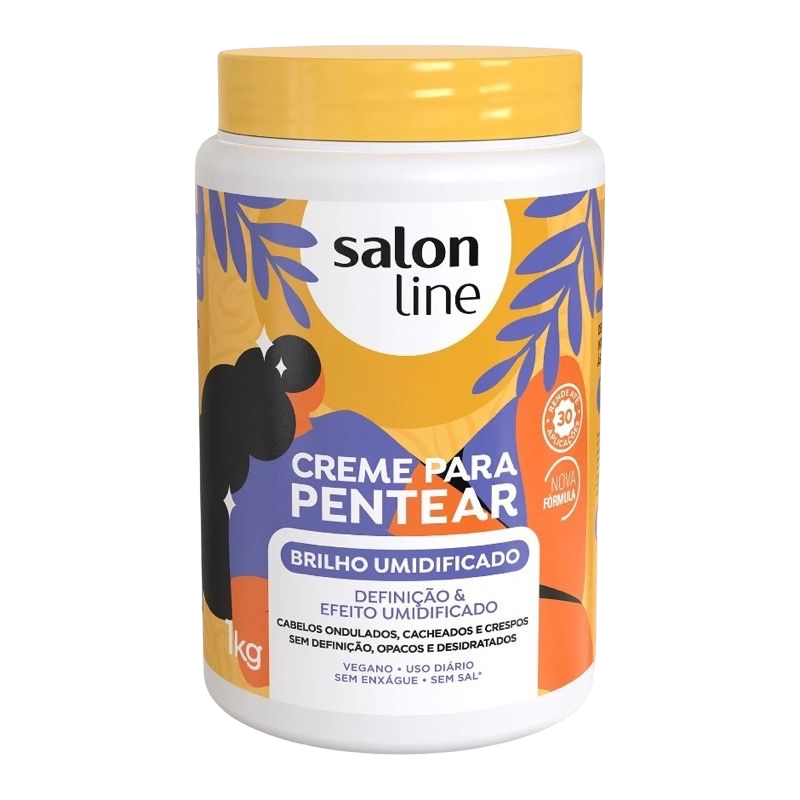 salon
line
RENDE ATÉ
30
APLICAÇÕES
NOVA
FÓRMULA
CREME PARA
PENTEAR
BRILHO UMIDIFICADO
DEFINIÇÃO &
EFEITO UMIDIFICADO
CABELOS ONDULADOS, CACHEADOS E CRESPOS
SEM DEFINIÇÃO, OPACOS E DESIDRATADOS
VEGANO • USO DIÁRIO
SEM ENXÁGUE • SEM SAL*
1kg